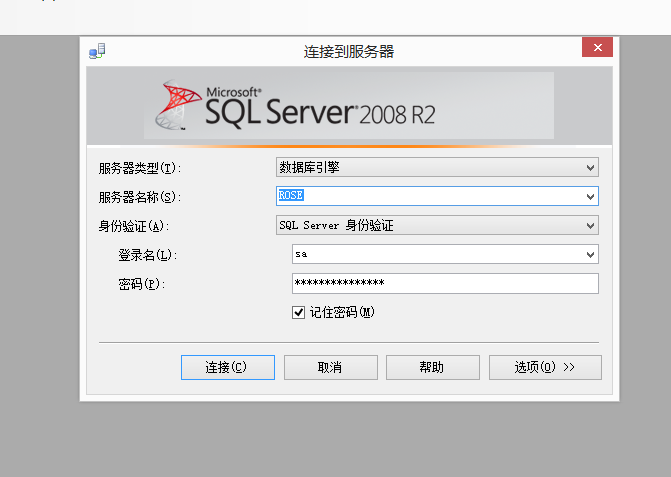 连接到服务器
Microsoft®
SQL Server® 2008 R2
服务器类型(T): 数据库引擎
服务器名称(S): ROSE
身份验证(A): SQL Server 身份验证
登录名(L): sa
密码(P): ***************
记住密码(M)
连接(C) 取消 帮助 选项(O) >>